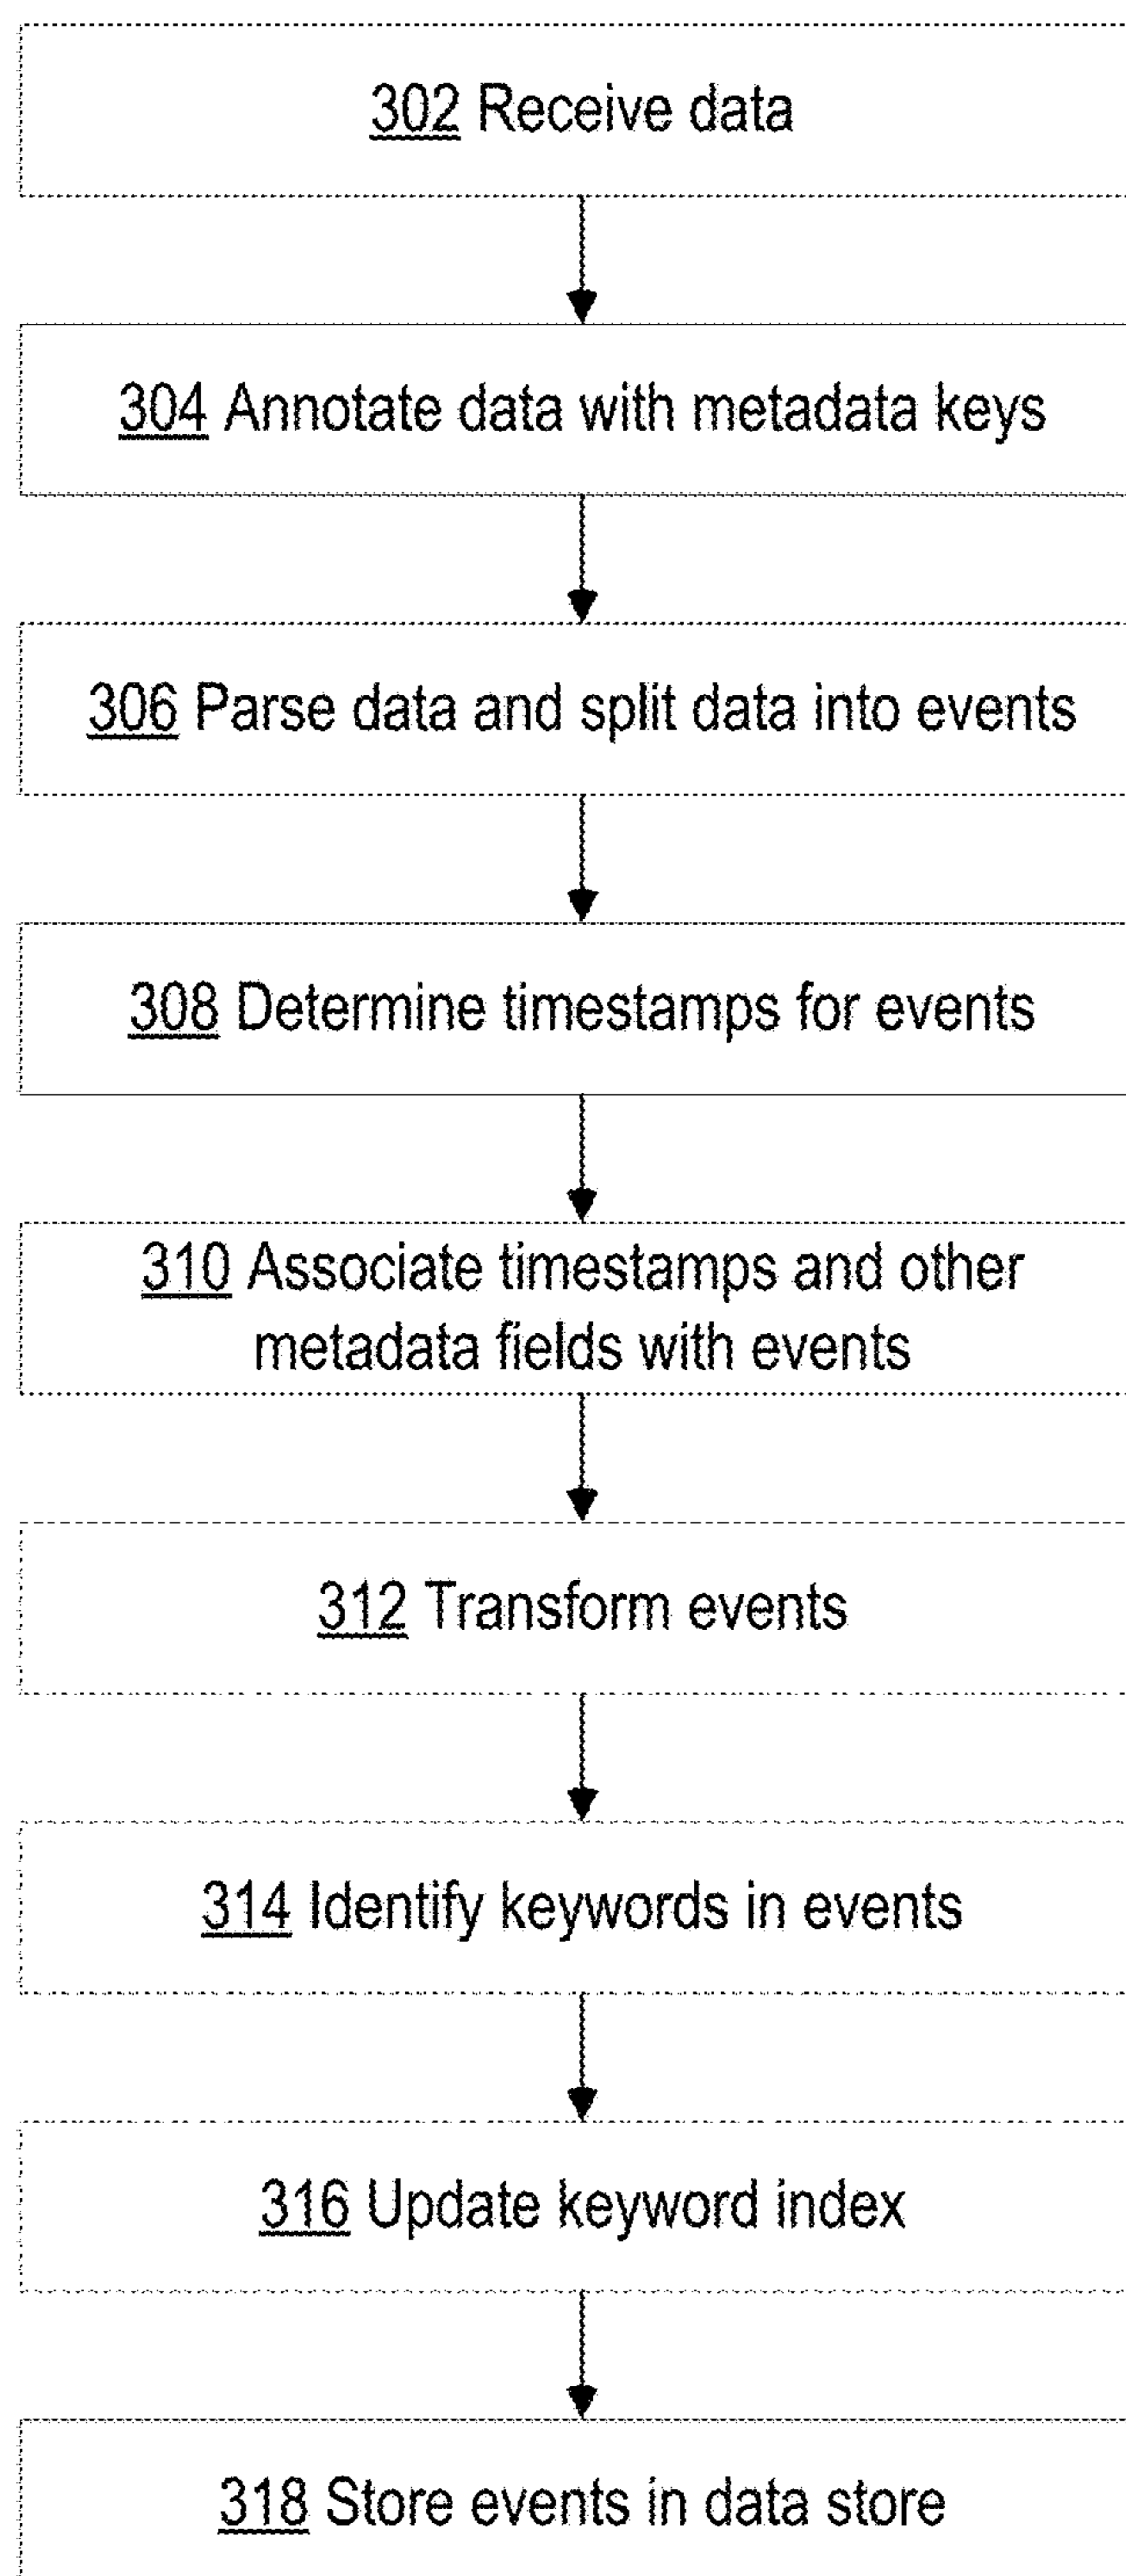 302 Receive data
304 Annotate data with metadata keys
306 Parse data and split data into events
308 Determine timestamps for events
310 Associate timestamps and other
metadata fields with events
312 Transform events
314 Identify keywords in events
316 Update keyword index
318 Store events in data store